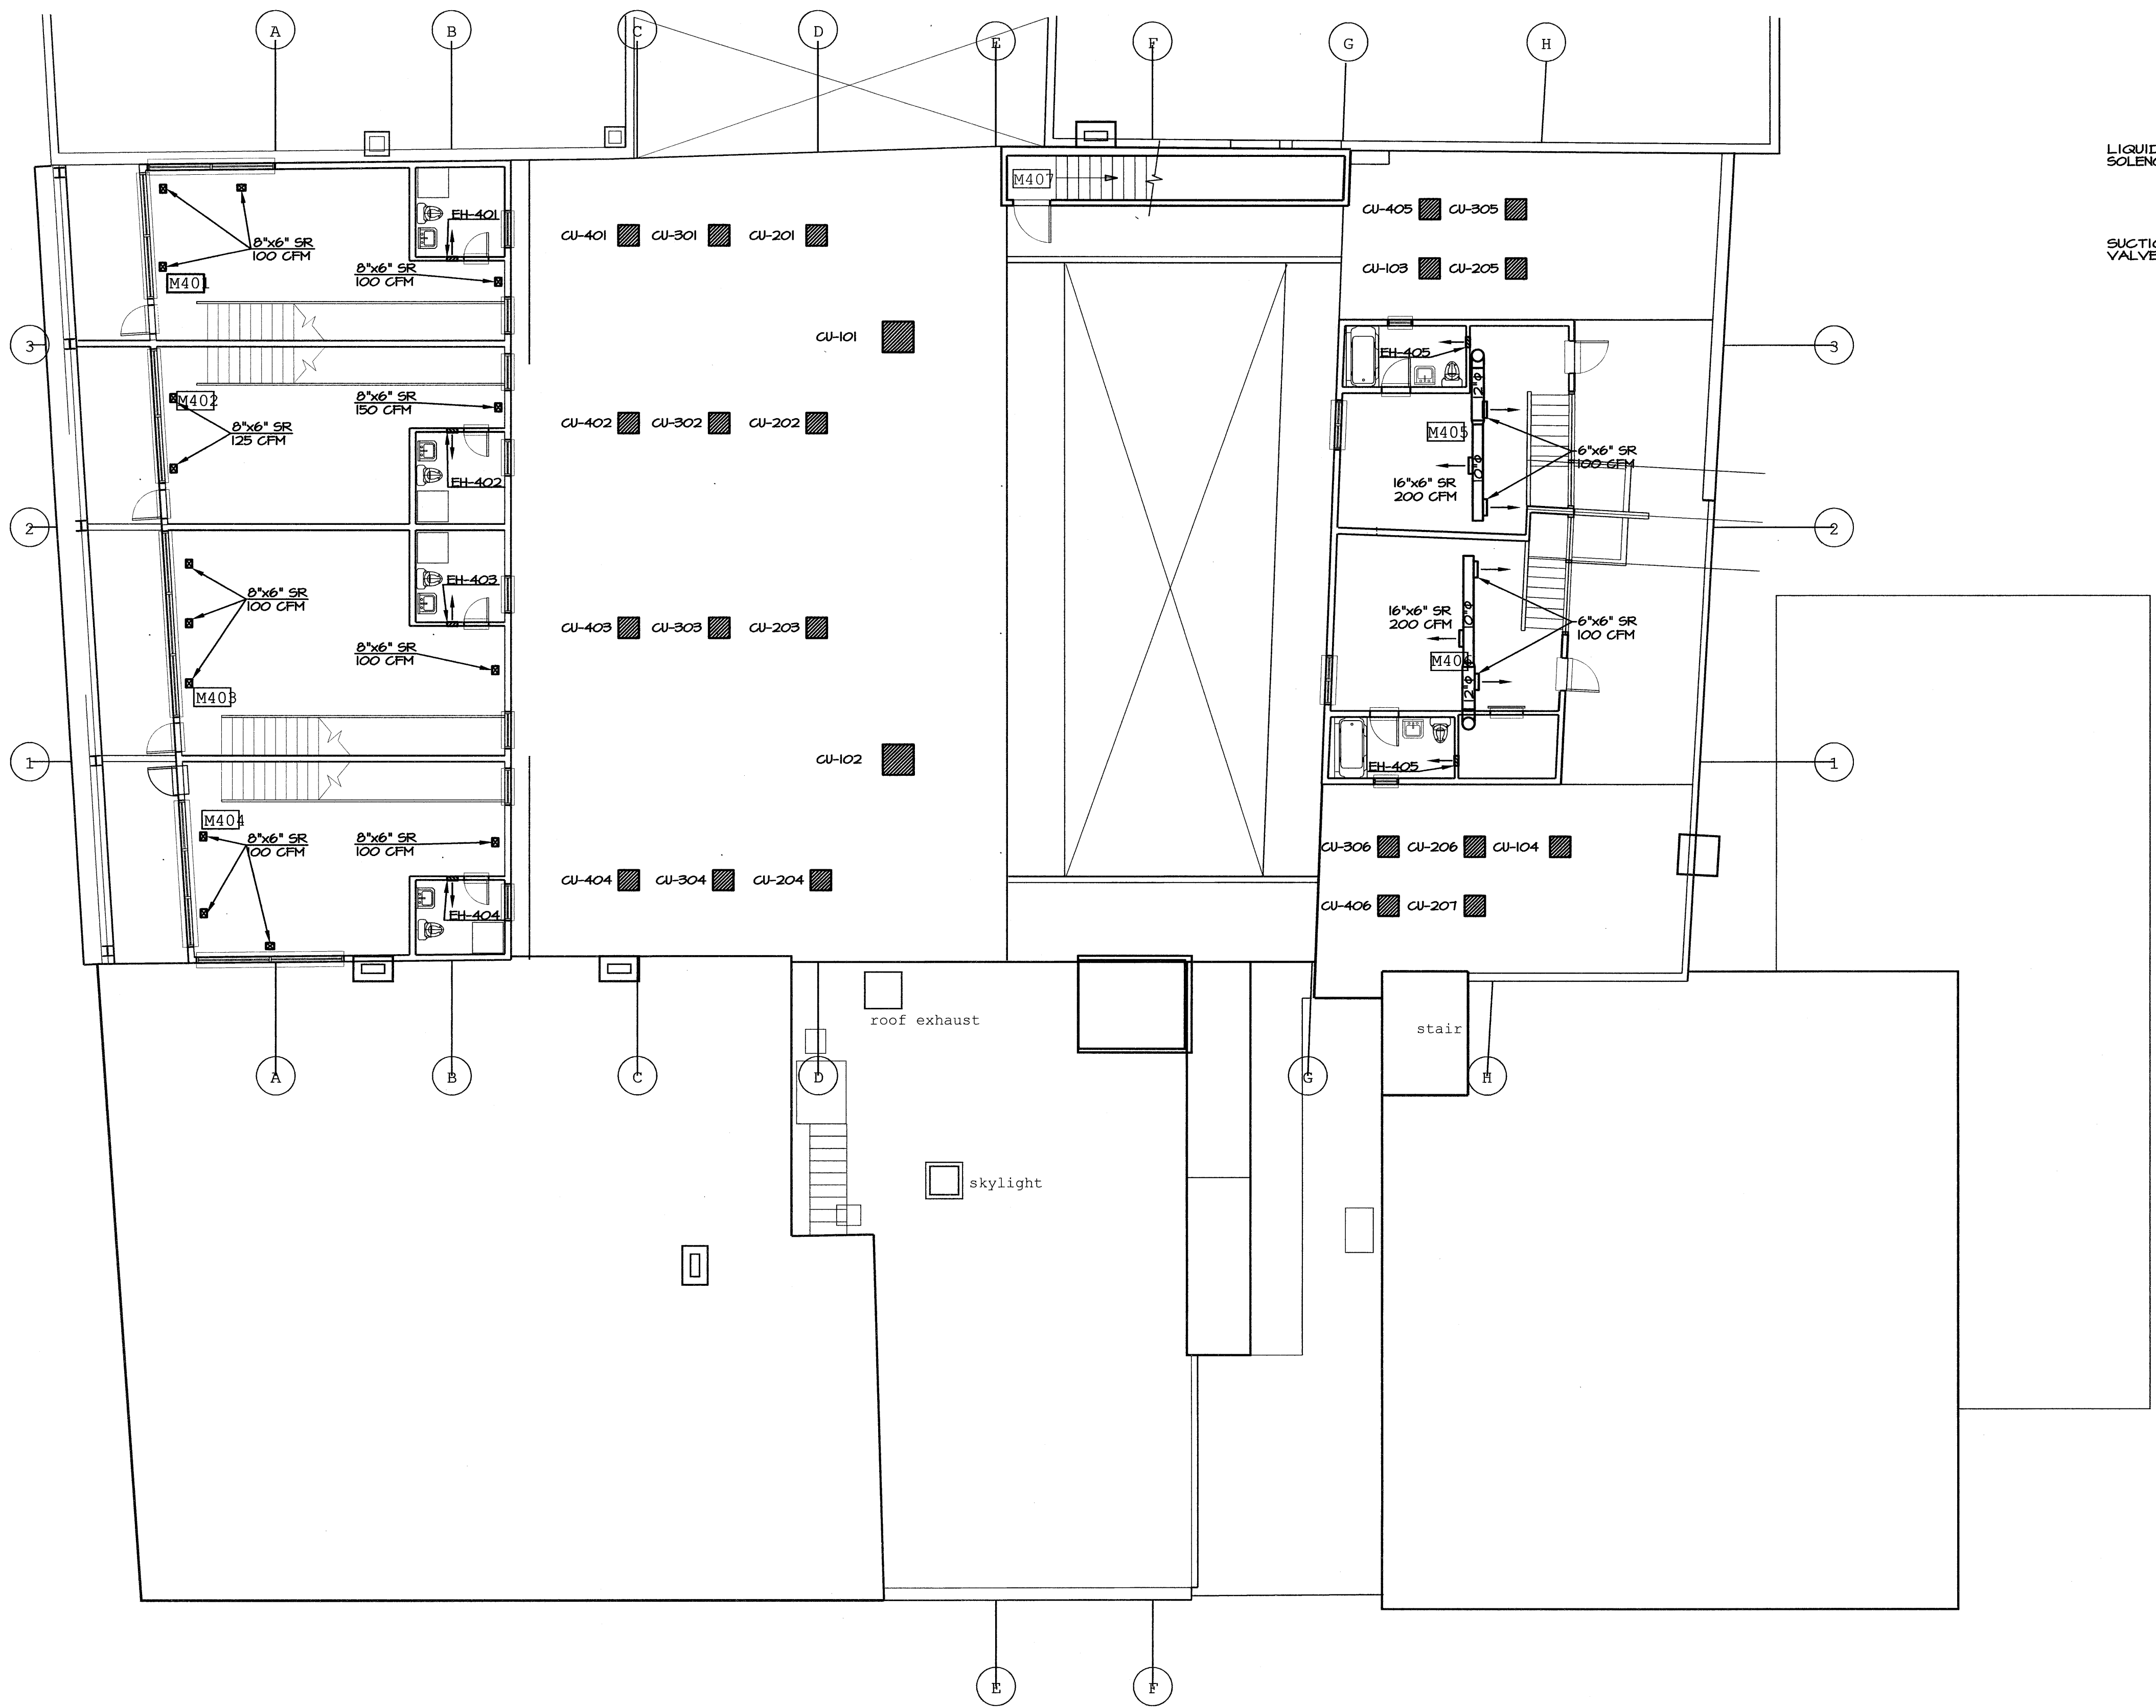 A
B
C
D
E
F
G
H
LIQUID
M407
CU-405
CU-305
EH-401
CU-401
CU-301
CU-201
8"x6" SR
100 CFM
8"x6" SR
100 CFM
M401
CU-103
CU-205
CU-101
3
3
EH-405
12"ø
M402
8"x6" SR
150 CFM
8"x6" SR
125 CFM
CU-402
CU-302
CU-202
M405
6"x6" SR
100 CFM
EH-402
16"x6" SR
200 CFM
2
2
EH-403
8"x6" SR
100 CFM
CU-403
CU-303
CU-203
16"x6" SR
200 CFM
6"x6" SR
100 CFM
8"x6" SR
100 CFM
M403
12"ø
1
CU-102
1
EH-405
M404
8"x6" SR
100 CFM
8"x6" SR
100 CFM
CU-306
CU-206
CU-104
CU-404
CU-304
CU-204
EH-404
CU-406
CU-207
roof exhaust
stair
A
B
C
D
G
H
skylight
E
F